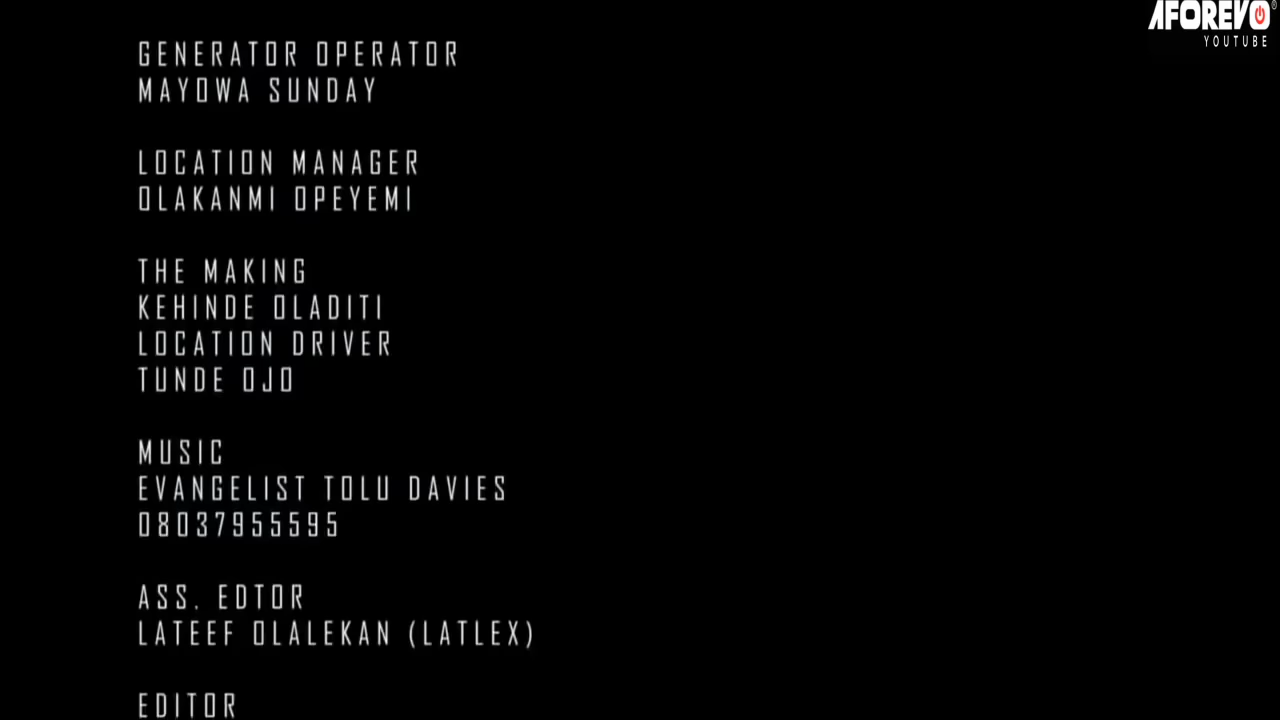 AFOREVO
YOUTUBE
GENERATOR OPERATOR
MAYOWA SUNDAY
LOCATION MANAGER
OLAKANMI OPEYEMI
THE MAKING
KEHINDE OLADITI
LOCATION DRIVER
TUNDE OJO
MUSIC
EVANGELIST TOLU DAVIES
08037955595
ASS. EDTOR
LATEEF OLALEKAN (LATLEX)
EDITOR